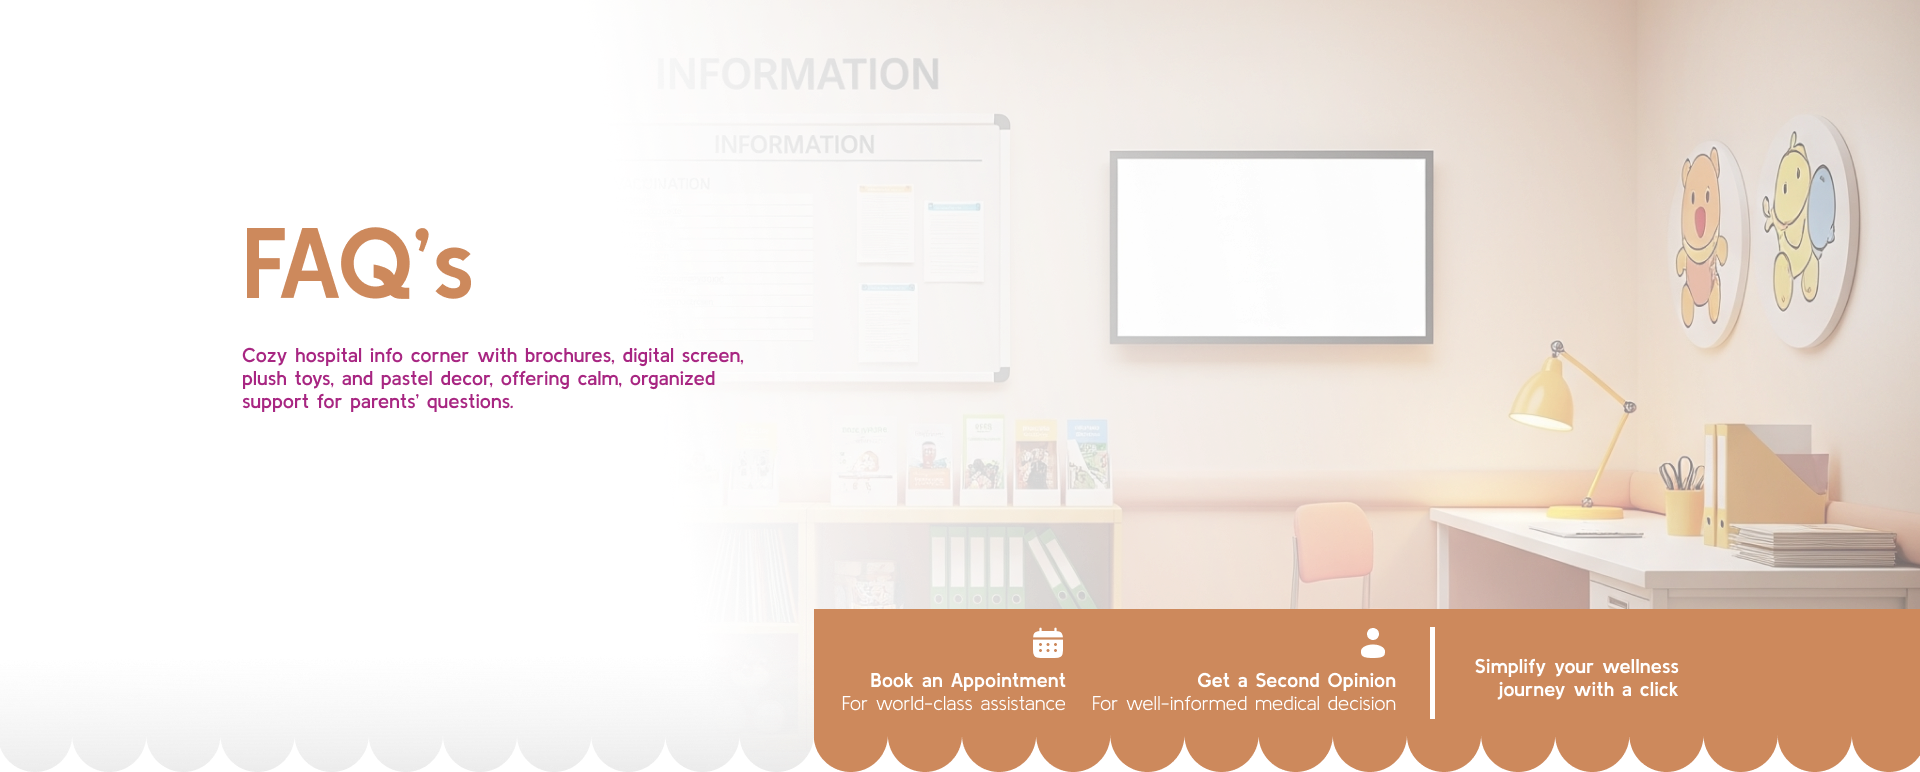 INFORMATION
INFORMATION
FAQ’s
Cozy hospital info corner with brochures, digital screen,
plush toys, and pastel decor, offering calm, organized
support for parents’ questions.
Book an Appointment
For world-class assistance
Get a Second Opinion
For well-informed medical decision
Simplify your wellness
journey with a click